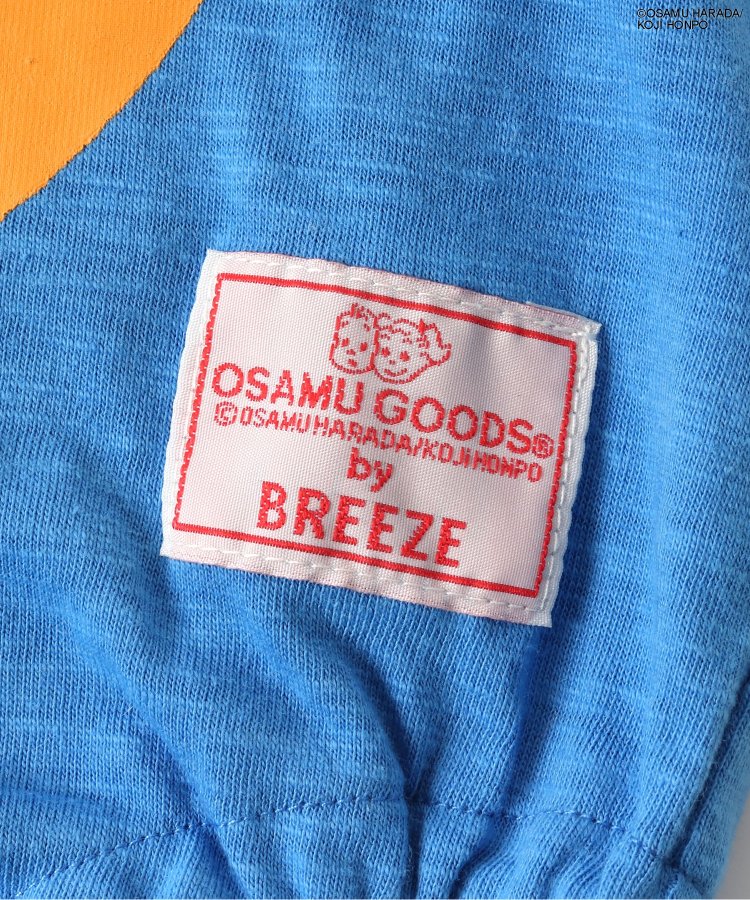 ©OSAMU HARADA/
KOJI HONPO
OSAMU GOODS®
©OSAMU HARADA/KOJI HONPO
by
BREEZE